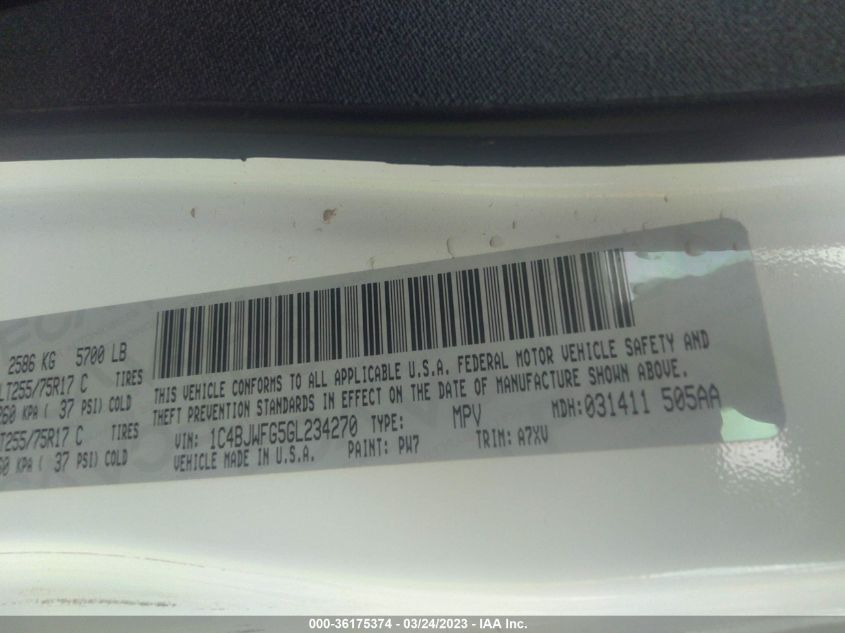 2586 KG 5700 LB
LT255/75R17 C TIRES
260 KPA ( 37 PSI) COLD
LT255/75R17 C TIRES
60 KPA ( 37 PSI) COLD
THIS VEHICLE CONFORMS TO ALL APPLICABLE U.S.A. FEDERAL MOTOR VEHICLE SAFETY AND
THEFT PREVENTION STANDARDS IN EFFECT ON THE DATE OF MANUFACTURE SHOWN ABOVE.
VIN: 1C4BJWFG5GL234270 TYPE: MPV MDH:031411 505AA
VEHICLE MADE IN U.S.A. PAINT: PW7 TRIM: A7XV
000-36175374 - 03/24/2023 - IAA Inc.